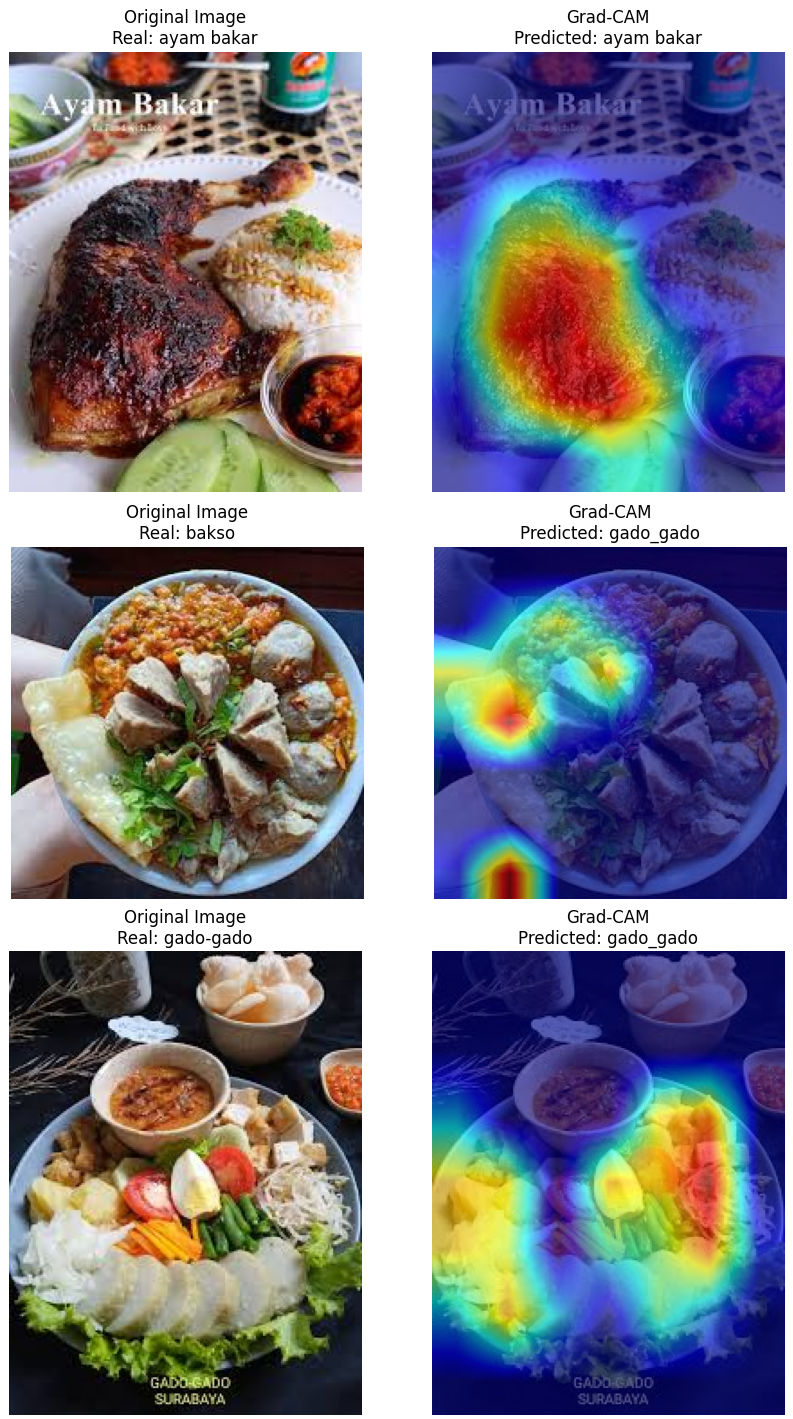 Original Image
Real: ayam bakar
Grad-CAM
Predicted: ayam bakar
Ayam Bakar
Ayam Bakar
Original Image
Real: bakso
Grad-CAM
Predicted: gado_gado
Original Image
Real: gado-gado
Grad-CAM
Predicted: gado_gado
GADO-GADO
SURABAYA
GADO-GADO
SURABAYA